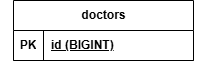 doctors
PK id (BIGINT)